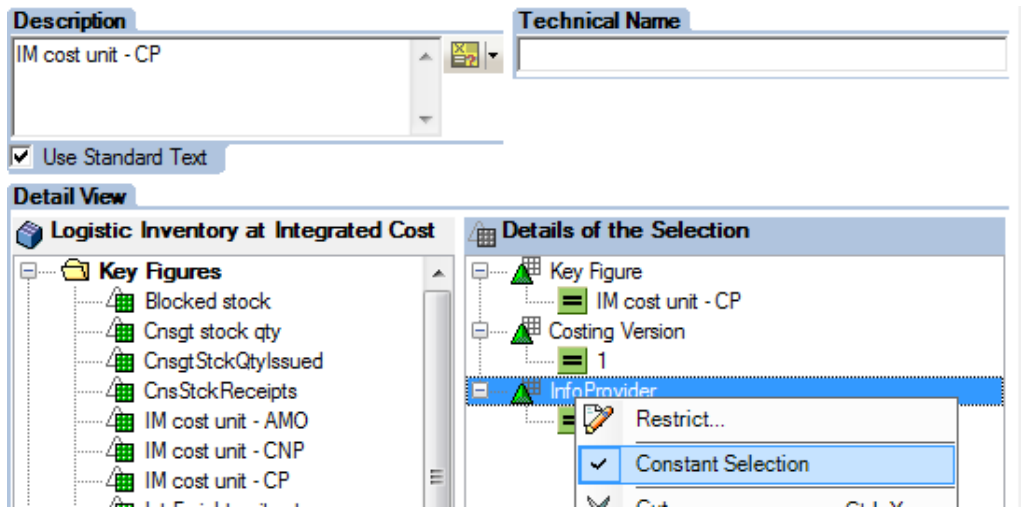 Description
Technical Name
IM cost unit - CP
Use Standard Text
Detail View
Logistic Inventory at Integrated Cost
Details of the Selection
Key Figures
Key Figure
Blocked stock
IM cost unit - CP
Cnsgt stock qty
Costing Version
CnsgtStckQtyIssued
1
CnsStckReceipts
InfoProvider
IM cost unit - AMO
Restrict...
IM cost unit - CNP
Constant Selection
IM cost unit - CP